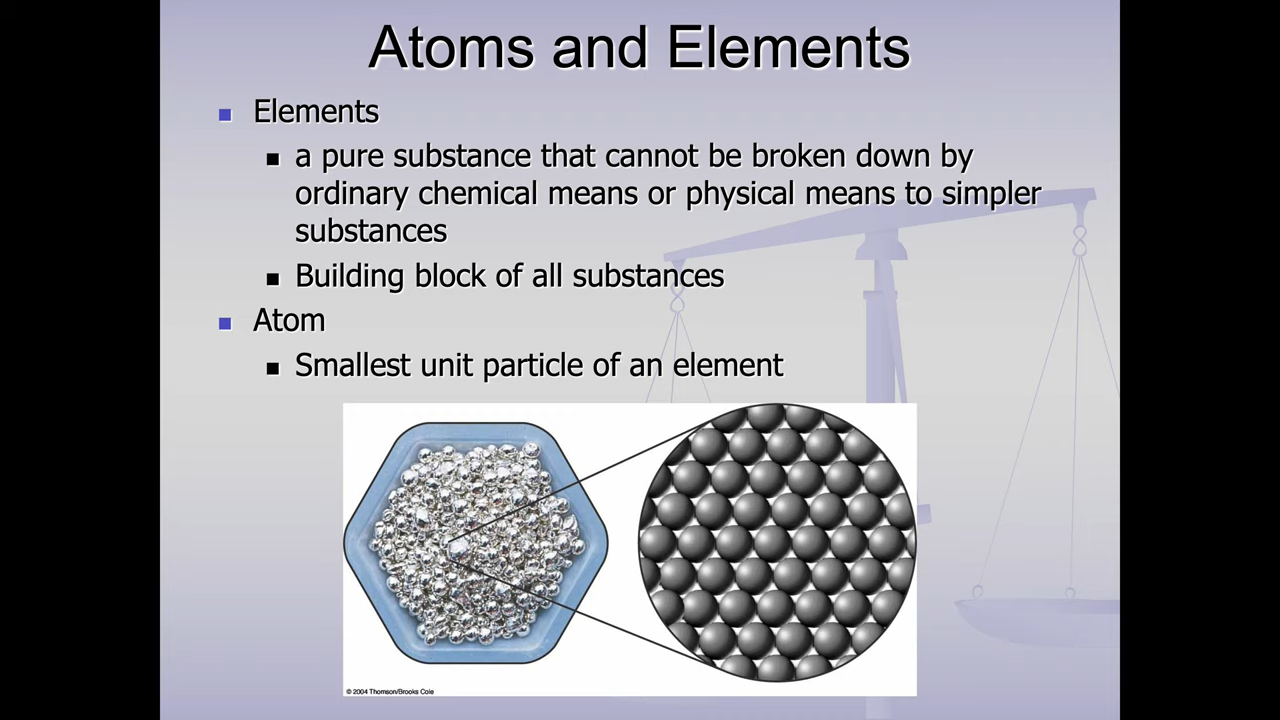 Atoms and Elements
Elements
a pure substance that cannot be broken down by
ordinary chemical means or physical means to simpler
substances
Building block of all substances
Atom
Smallest unit particle of an element
© 2004 Thomson/Brooks Cole